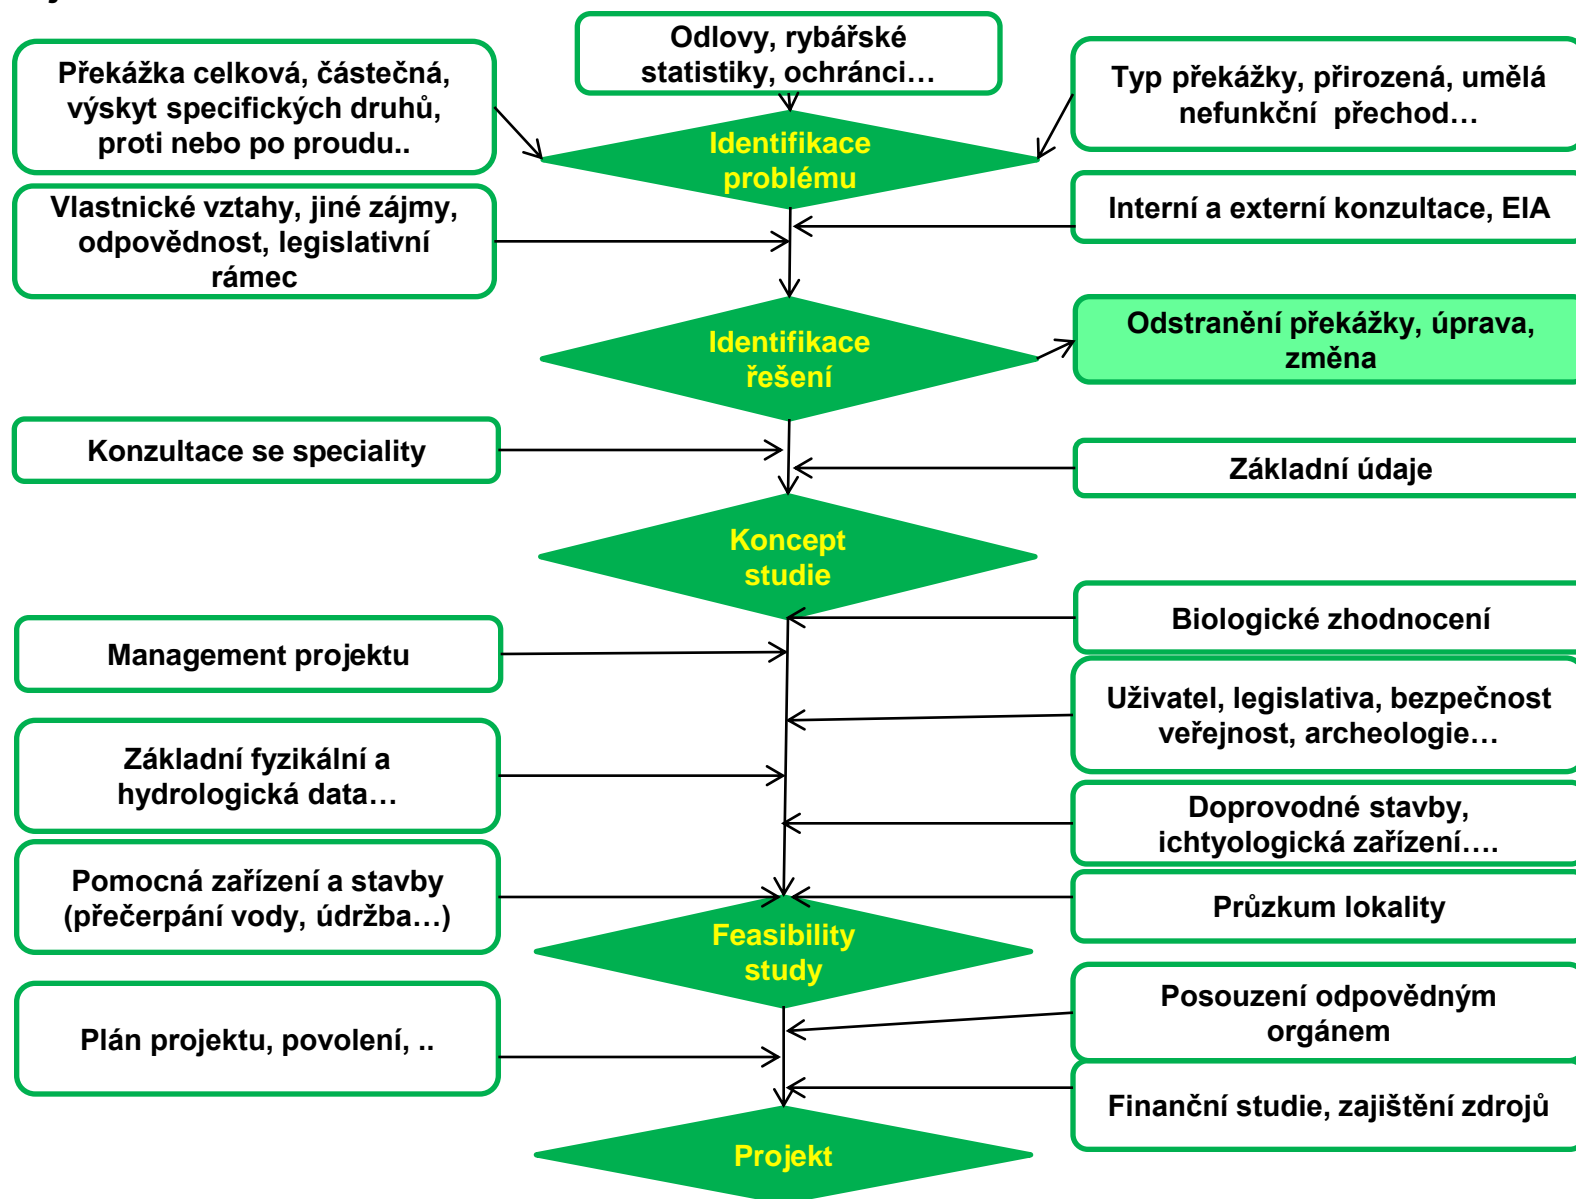 Odlovy, rybářské
statistiky, ochránci…
Překážka celková, částečná,
výskyt specifických druhů,
proti nebo po proudu..
Typ překážky, přirozená, umělá
nefunkční přechod…
Identifikace
problému
Vlastnické vztahy, jiné zájmy,
odpovědnost, legislativní
rámec
Interní a externí konzultace, EIA
Identifikace
řešení
Odstranění překážky, úprava,
změna
Konzultace se speciality
Základní údaje
Koncept
studie
Biologické zhodnocení
Management projektu
Uživatel, legislativa, bezpečnost
veřejnost, archeologie…
Základní fyzikální a
hydrologická data…
Doprovodné stavby,
ichtyologická zařízení….
Pomocná zařízení a stavby
(přečerpání vody, údržba…)
Průzkum lokality
Feasibility
study
Posouzení odpovědným
orgánem
Plán projektu, povolení, ..
Finanční studie, zajištění zdrojů
Projekt